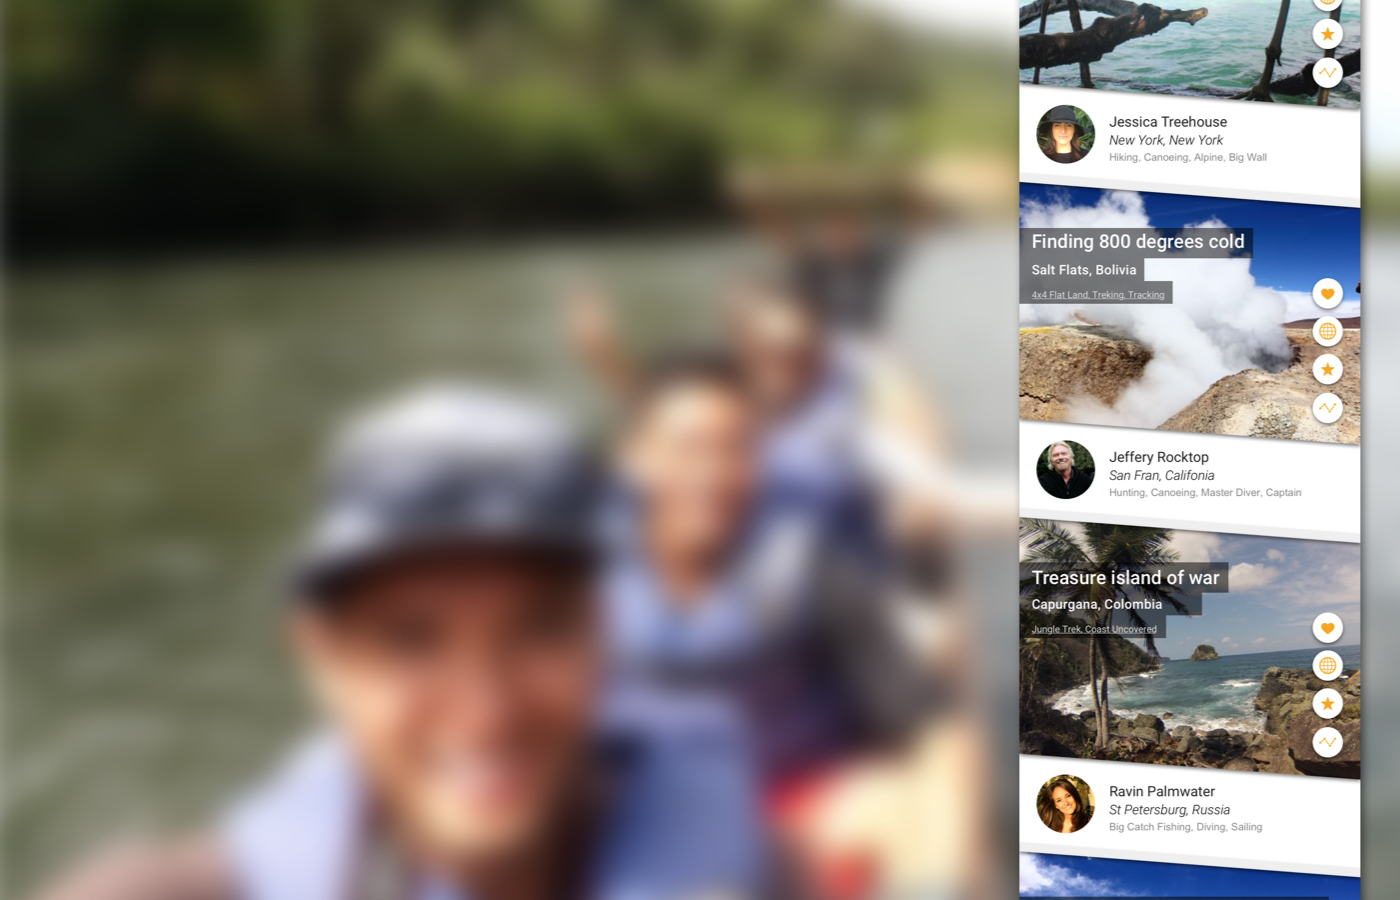 Jessica Treehouse
New York, New York
Hiking, Canoeing, Alpine, Big Wall
Finding 800 degrees cold
Salt Flats, Bolivia
4x4 Flat Land, Treking, Tracking
Jeffery Rocktop
San Fran, Califonia
Hunting, Canoeing, Master Diver, Captain
Treasure island of war
Capurgana, Colombia
Jungle Trek, Coast Uncovered
Ravin Palmwater
St Petersburg, Russia
Big Catch Fishing, Diving, Sailing